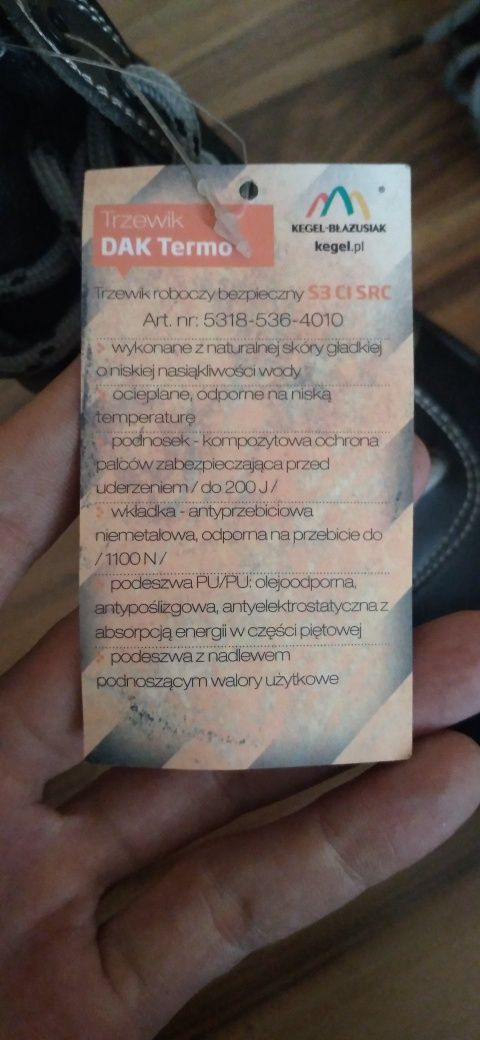 Trzewik
DAK Termo
®
KEGEL-BŁAZUSIAK
kegel.pl
Trzewik roboczy bezpieczny S3 CI SRC
Art. nr: 5318-536-4010
wykonane z naturalnej skóry gładkiej
o niskiej nasiąkliwości wody
ocieplane, odporne na niską
temperaturę
podnosek - kompozytowa ochrona
palców zabezpieczająca przed
uderzeniem / do 200 J /
wkładka - antyprzebiciowa
niemetalowa, odporna na przebicie do
/ 1100 N /
podeszwa PU/PU: olejoodporna,
antypoślizgowa, antyelektrostatyczna z
absorpcją energii w części piętowej
podeszwa z nadlewem
podnoszącym walory użytkowe